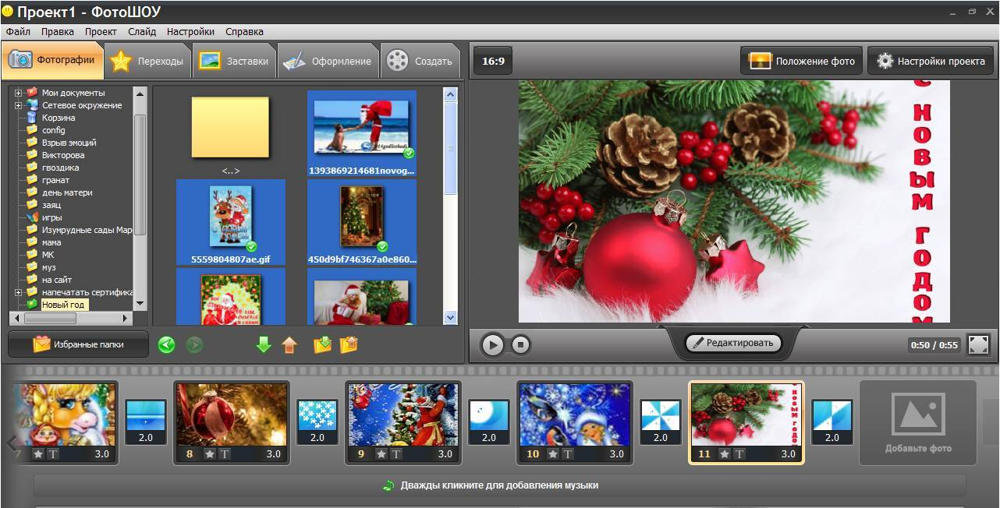 Проект1 - ФотоШОУ
Файл Правка Проект Слайд Настройки Справка
Фотографии Переходы Заставки Оформление Создать
16:9 Положение фото Настройки проекта
Мои документы
Сетевое окружение
Корзина
config
Взрыв эмоций
Викторова
гвоздика
гранат
день матери
заяц
игры
Изумрудные сады Мар
мама
МК
муз
на сайт
напечатать сертифика
Новый год
<..>
1393869214681novog...
5559804807ae.gif
450d9bf746367a0e860...
С НОВЫМ ГОДОМ
Избранные папки
Редактировать
0:50 / 0:55
7 T 3.0
2.0
8 T 3.0
2.0
9 T 3.0
2.0
10 T 3.0
2.0
11 T 3.0
С НОВЫМ ГОДОМ
2.0
Добавьте фото
Дважды кликните для добавления музыки